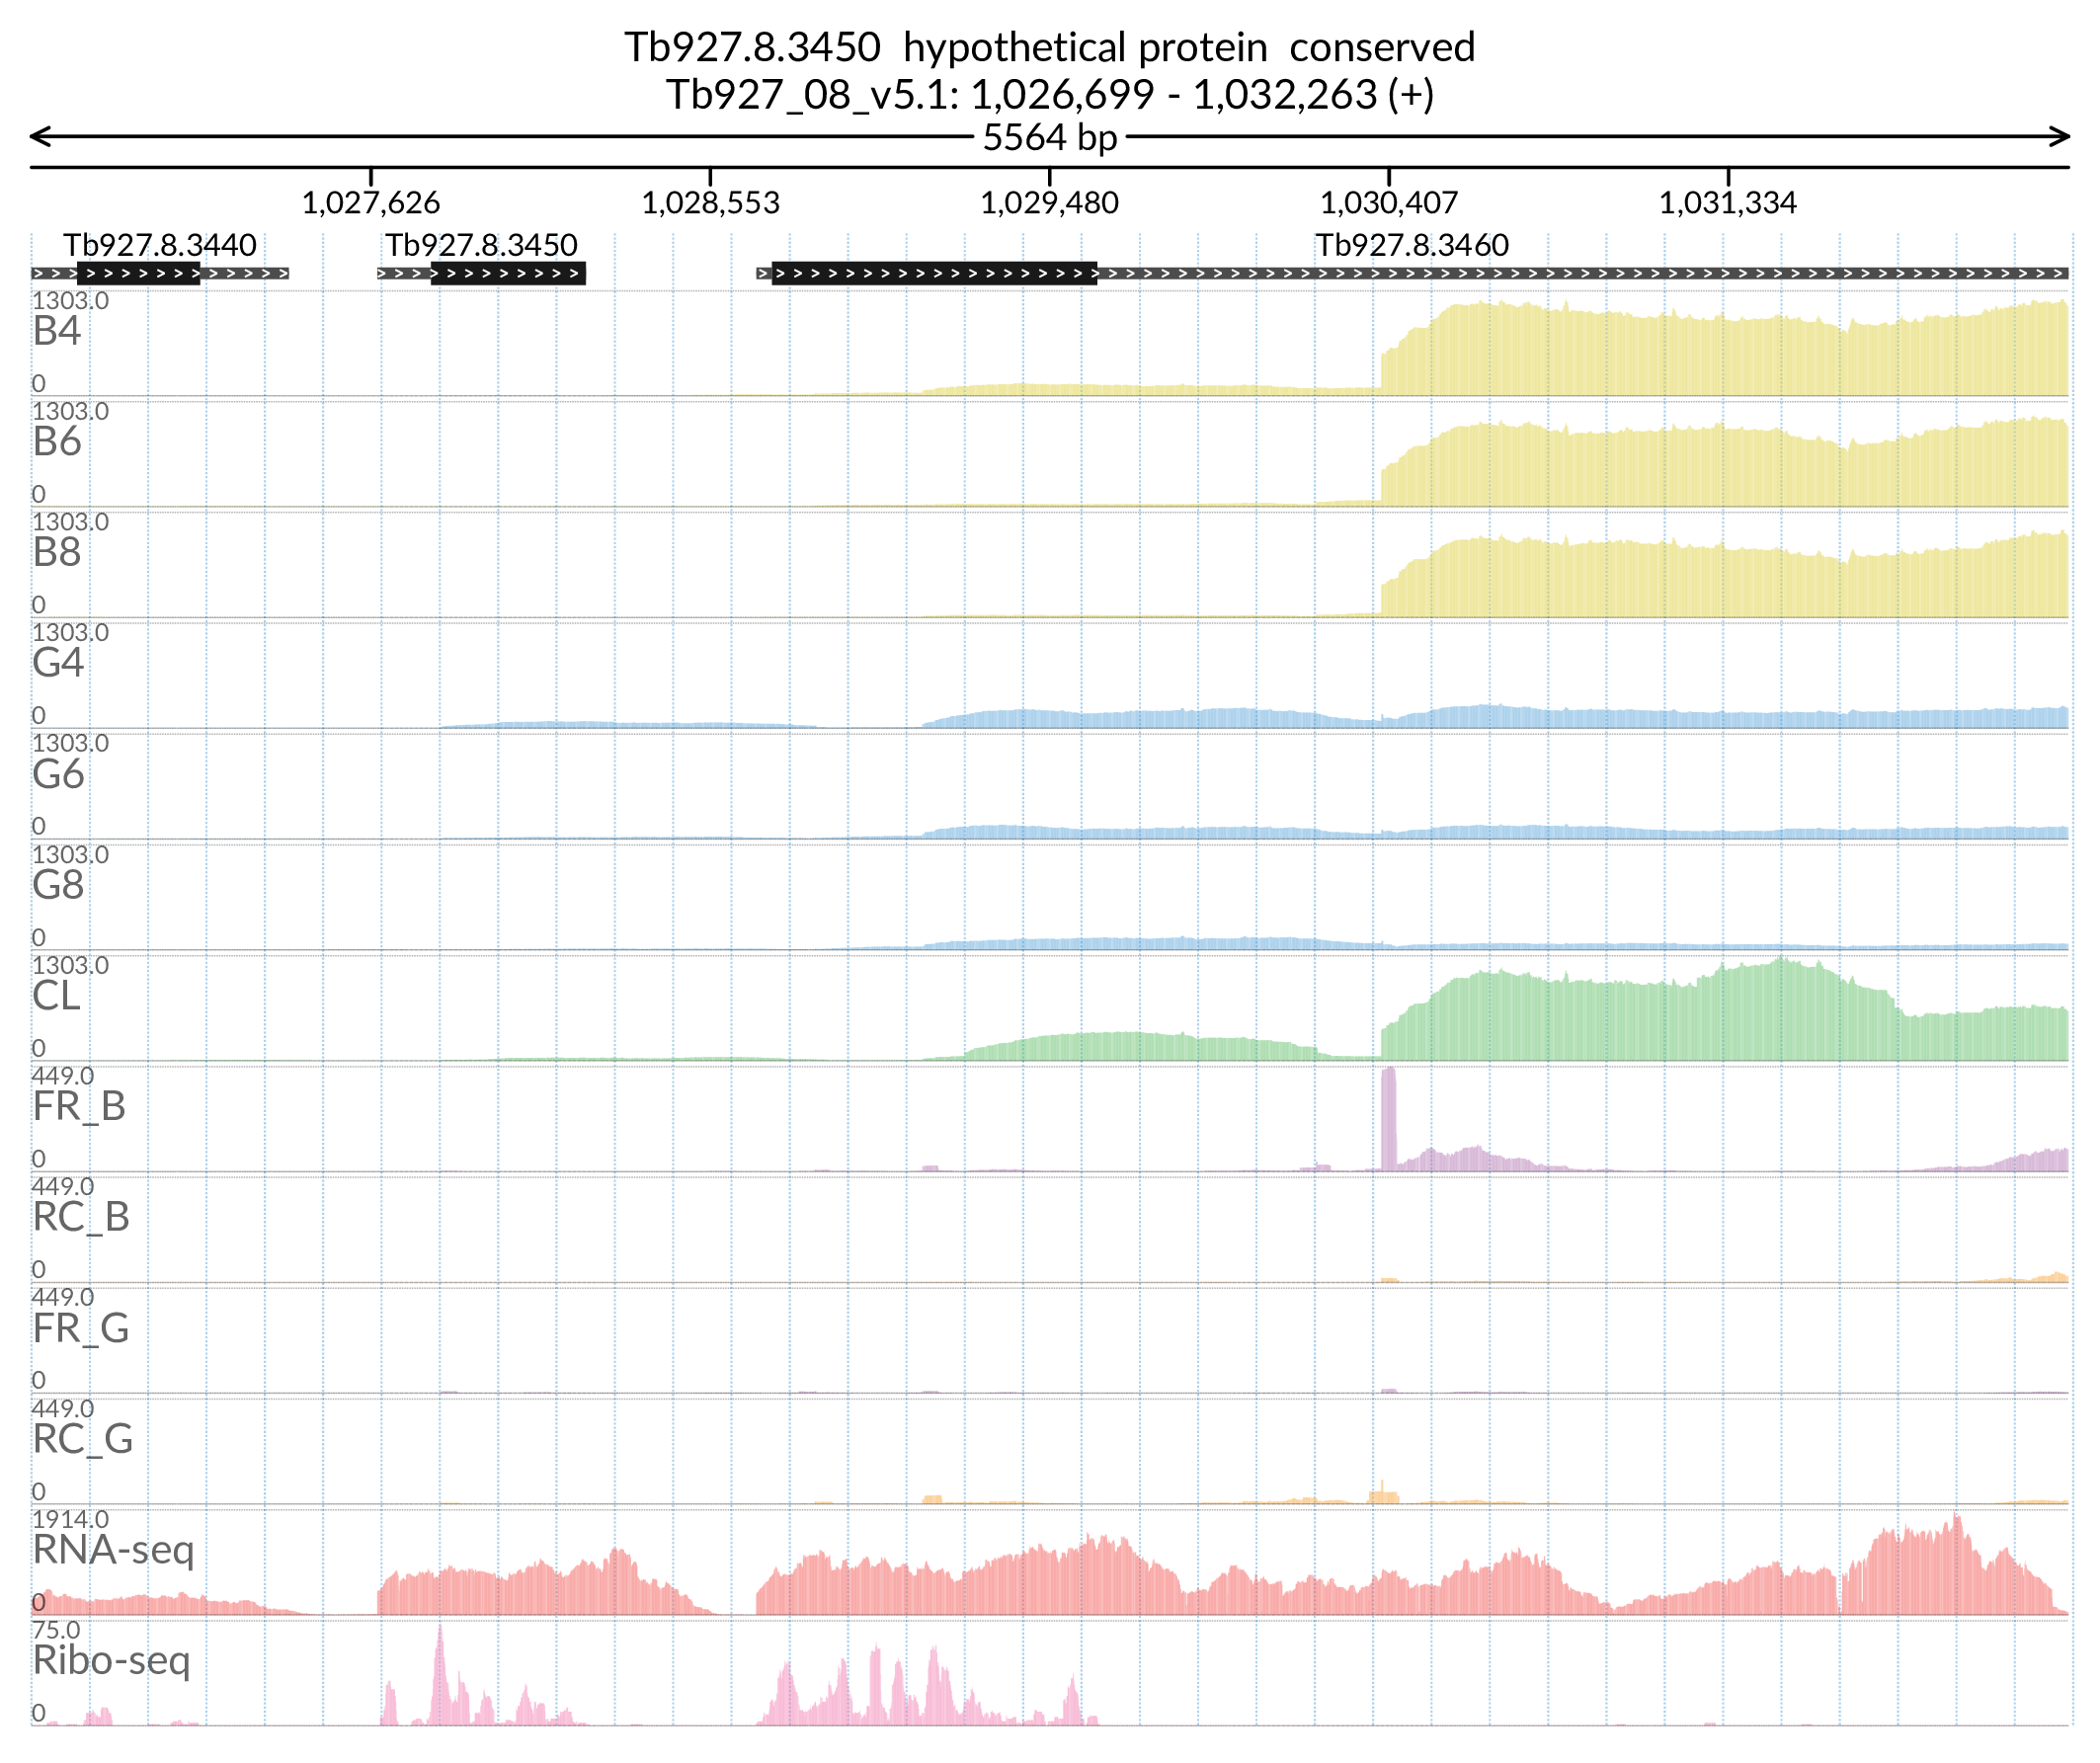 Tb927.8.3450  hypothetical protein  conserved
Tb927_08_v5.1: 1,026,699 - 1,032,263 (+)
5564 bp
1,027,626 1,028,553 1,029,480 1,030,407 1,031,334
Tb927.8.3440 Tb927.8.3450 Tb927.8.3460
1303.0
B4
0
1303.0
B6
0
1303.0
B8
0
1303.0
G4
0
1303.0
G6
0
1303.0
G8
0
1303.0
CL
0
449.0
FR_B
0
449.0
RC_B
0
449.0
FR_G
0
449.0
RC_G
0
1914.0
RNA-seq
0
75.0
Ribo-seq
0